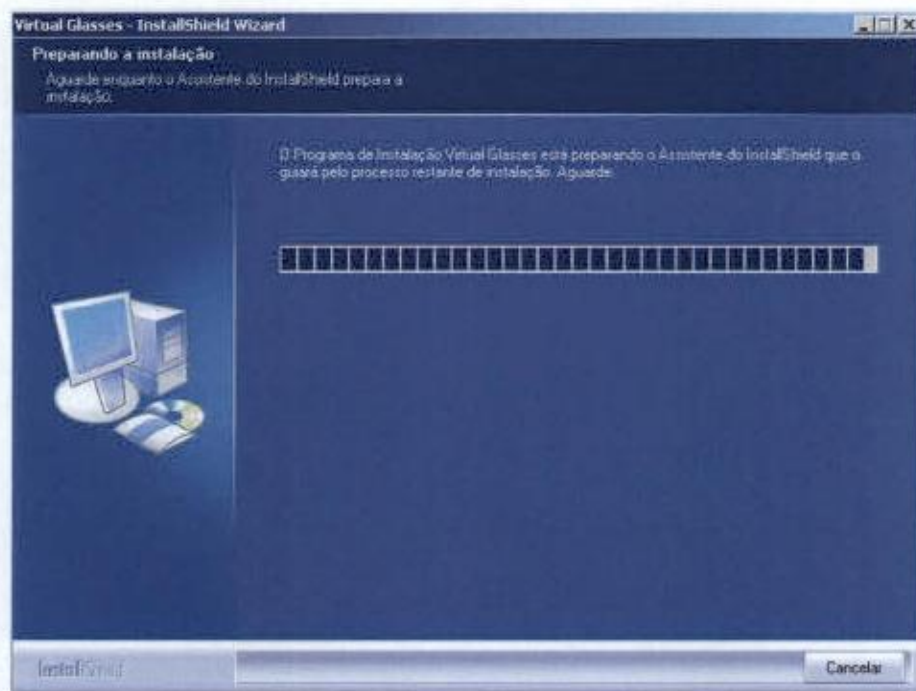 Virtual Glasses - InstallShield Wizard
Preparando a instalação
Aguarde enquanto o Assistente do InstallShield prepara a
instalação.
O Programa de Instalação Virtual Glasses está preparando o Assistente do InstallShield que o
guiará pelo processo restante de instalação. Aguarde.
InstallShield
Cancelar